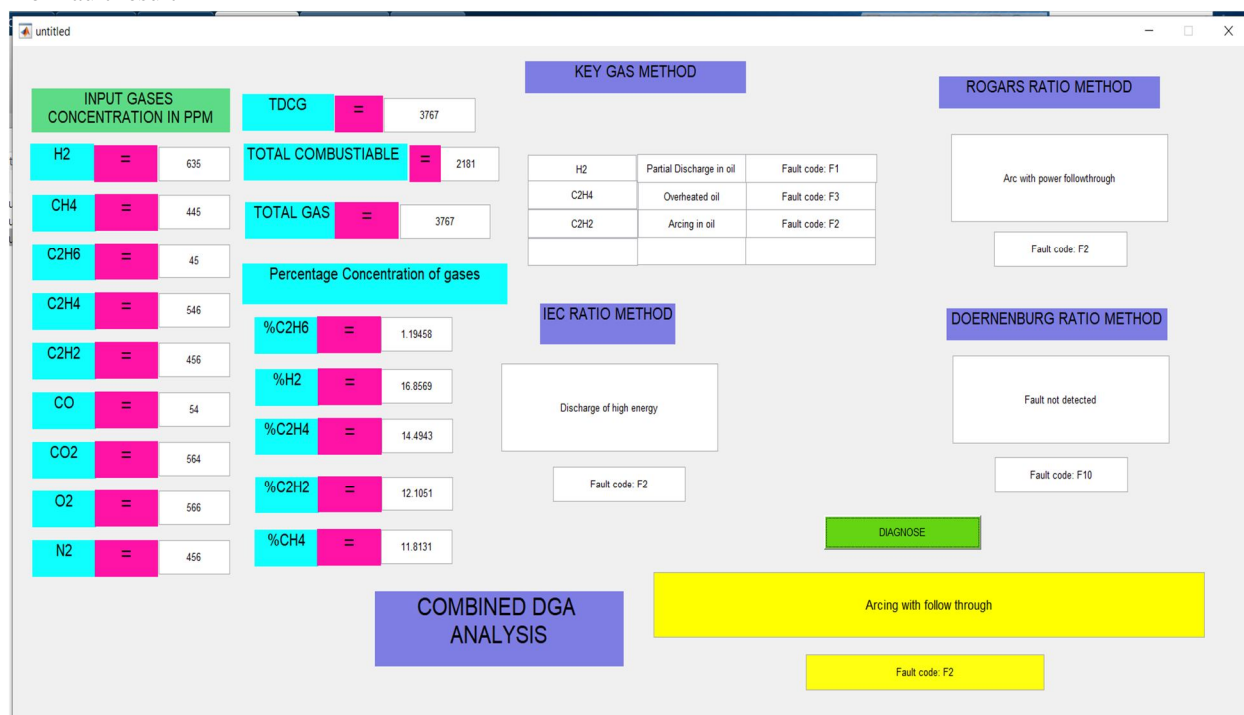 untitled
INPUT GASES
CONCENTRATION IN PPM
H2 = 635
CH4 = 445
C2H6 = 45
C2H4 = 546
C2H2 = 456
CO = 54
CO2 = 564
O2 = 566
N2 = 456
TDCG = 3767
TOTAL COMBUSTIABLE = 2181
TOTAL GAS = 3767
Percentage Concentration of gases
%C2H6 = 1.19458
%H2 = 16.8569
%C2H4 = 14.4943
%C2H2 = 12.1051
%CH4 = 11.8131
KEY GAS METHOD
H2 Partial Discharge in oil Fault code: F1
C2H4 Overheated oil Fault code: F3
C2H2 Arcing in oil Fault code: F2
IEC RATIO METHOD
Discharge of high energy
Fault code: F2
ROGARS RATIO METHOD
Arc with power followthrough
Fault code: F2
DOERNENBURG RATIO METHOD
Fault not detected
Fault code: F10
DIAGNOSE
COMBINED DGA
ANALYSIS
Arcing with follow through
Fault code: F2